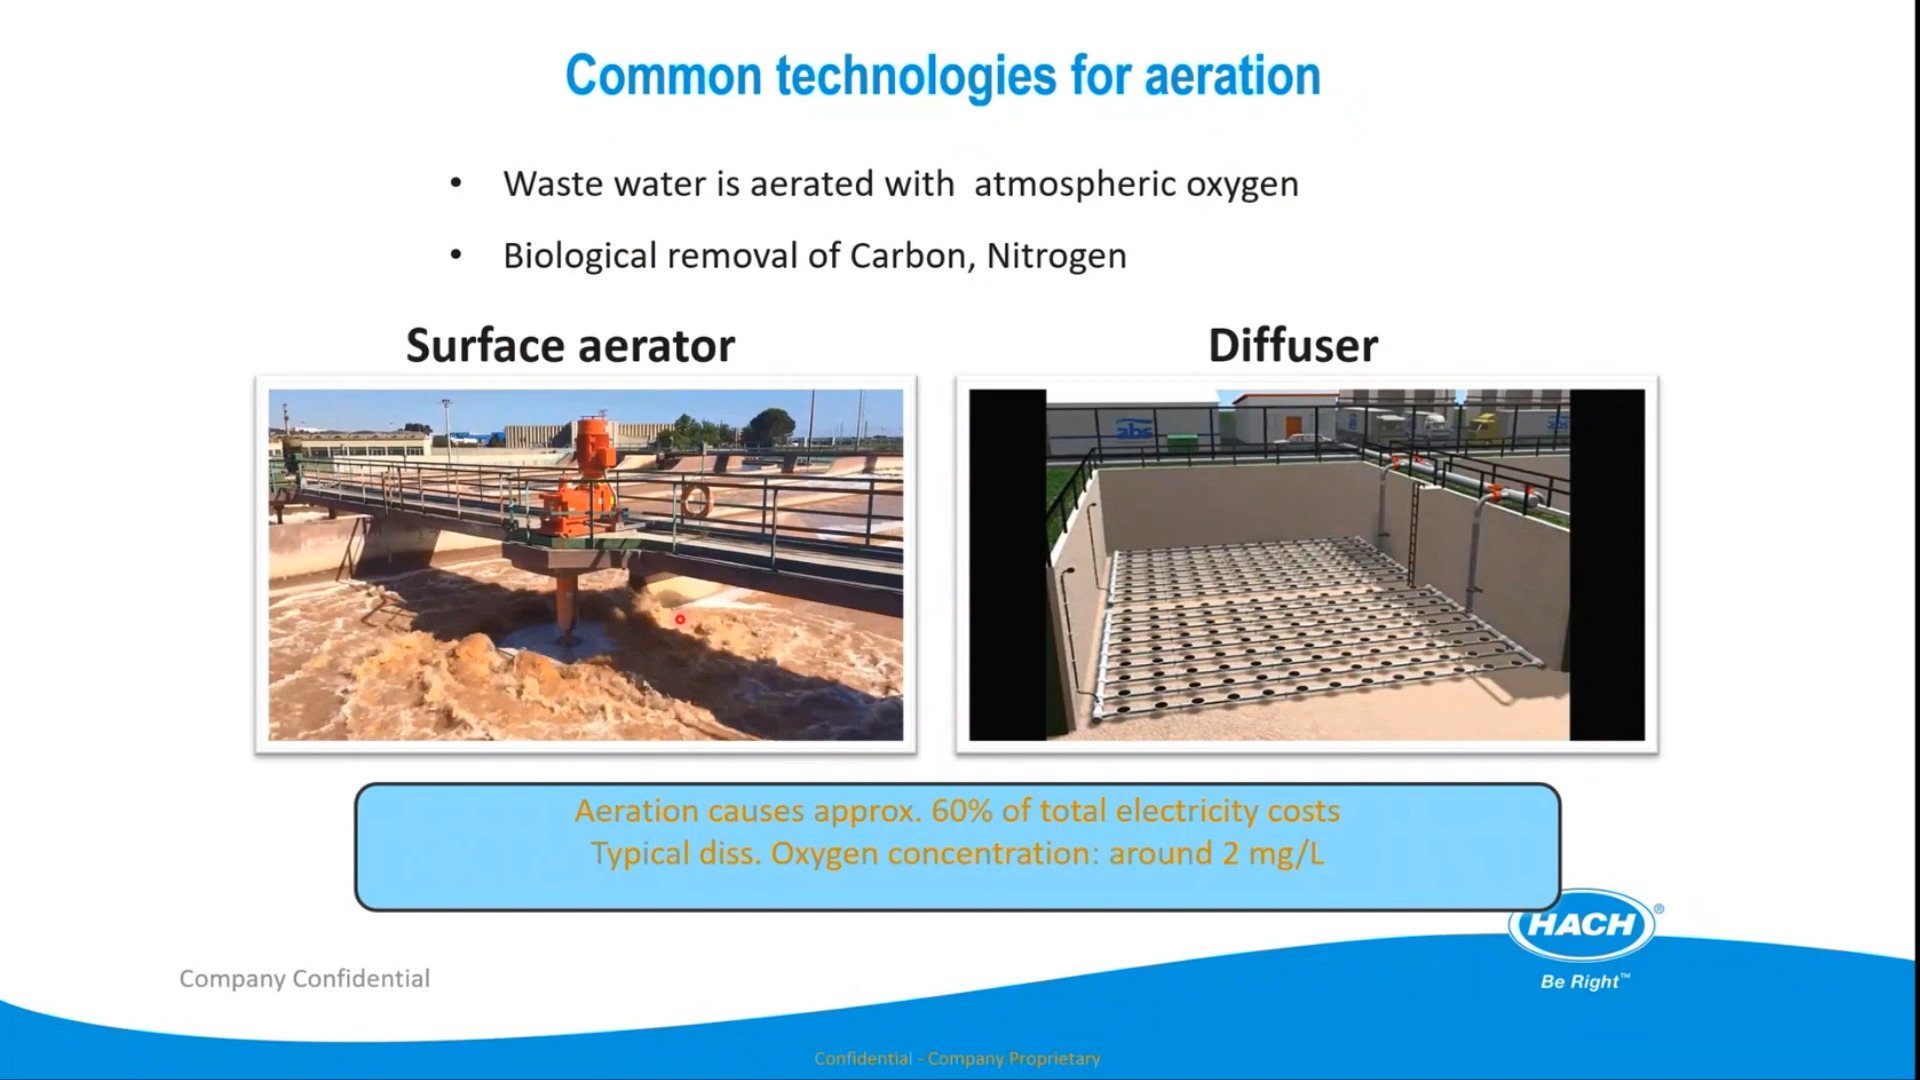 Common technologies for aeration
• Waste water is aerated with atmospheric oxygen
• Biological removal of Carbon, Nitrogen
Surface aerator
Diffuser
abs
abs
Aeration causes approx. 60% of total electricity costs
Typical diss. Oxygen concentration: around 2 mg/L
HACH®
Be Right™
Company Confidential
Confidential - Company Proprietary